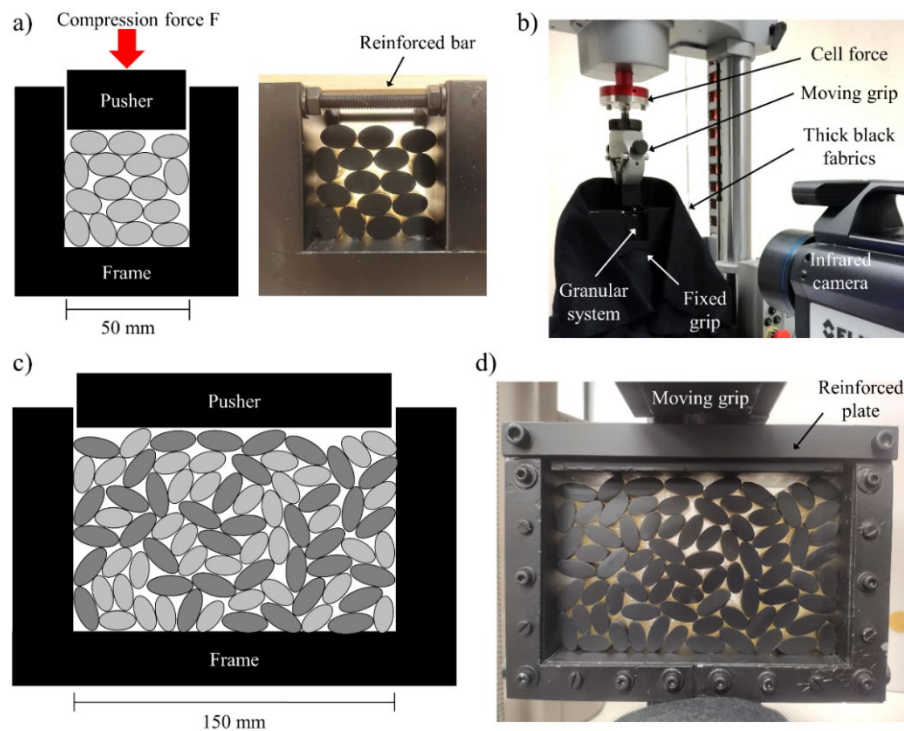 a)
Compression force F
Pusher
Frame
50 mm
Reinforced bar
b)
Cell force
Moving grip
Thick black
fabrics
Infrared
camera
Granular
system
Fixed
grip
c)
Pusher
Frame
150 mm
d)
Moving grip
Reinforced
plate